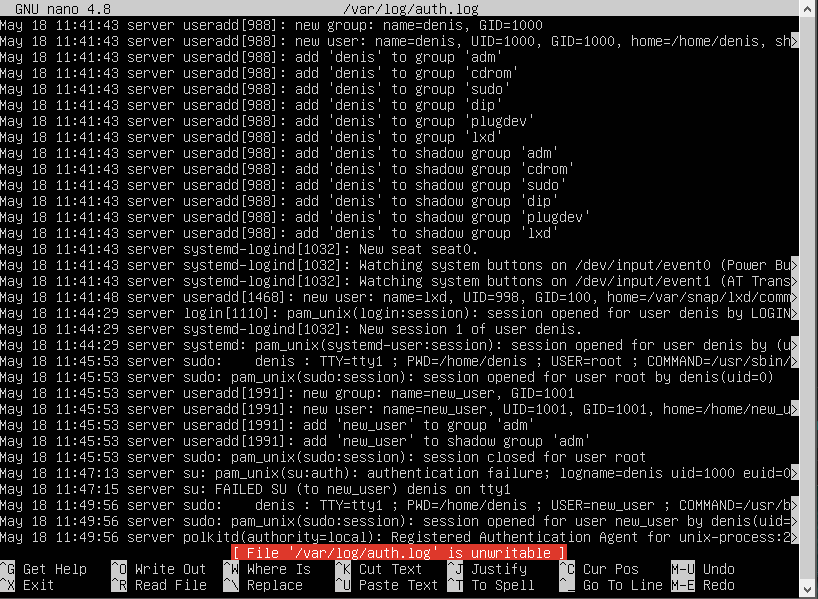 GNU nano 4.8 /var/log/auth.log
May 18 11:41:43 server useradd[988]: new group: name=denis, GID=1000
May 18 11:41:43 server useradd[988]: new user: name=denis, UID=1000, GID=1000, home=/home/denis, sh>
May 18 11:41:43 server useradd[988]: add 'denis' to group 'adm'
May 18 11:41:43 server useradd[988]: add 'denis' to group 'cdrom'
May 18 11:41:43 server useradd[988]: add 'denis' to group 'sudo'
May 18 11:41:43 server useradd[988]: add 'denis' to group 'dip'
May 18 11:41:43 server useradd[988]: add 'denis' to group 'plugdev'
May 18 11:41:43 server useradd[988]: add 'denis' to group 'lxd'
May 18 11:41:43 server useradd[988]: add 'denis' to shadow group 'adm'
May 18 11:41:43 server useradd[988]: add 'denis' to shadow group 'cdrom'
May 18 11:41:43 server useradd[988]: add 'denis' to shadow group 'sudo'
May 18 11:41:43 server useradd[988]: add 'denis' to shadow group 'dip'
May 18 11:41:43 server useradd[988]: add 'denis' to shadow group 'plugdev'
May 18 11:41:43 server useradd[988]: add 'denis' to shadow group 'lxd'
May 18 11:41:43 server systemd-logind[1032]: New seat seat0.
May 18 11:41:43 server systemd-logind[1032]: Watching system buttons on /dev/input/event0 (Power Bu>
May 18 11:41:43 server systemd-logind[1032]: Watching system buttons on /dev/input/event1 (AT Trans>
May 18 11:41:48 server useradd[1468]: new user: name=lxd, UID=998, GID=100, home=/var/snap/lxd/comm>
May 18 11:44:29 server login[1110]: pam_unix(login:session): session opened for user denis by LOGIN>
May 18 11:44:29 server systemd-logind[1032]: New session 1 of user denis.
May 18 11:44:29 server systemd: pam_unix(systemd-user:session): session opened for user denis by (u>
May 18 11:45:53 server sudo: denis : TTY=tty1 ; PWD=/home/denis ; USER=root ; COMMAND=/usr/sbin/>
May 18 11:45:53 server sudo: pam_unix(sudo:session): session opened for user root by denis(uid=0)
May 18 11:45:53 server useradd[1991]: new group: name=new_user, GID=1001
May 18 11:45:53 server useradd[1991]: new user: name=new_user, UID=1001, GID=1001, home=/home/new_u>
May 18 11:45:53 server useradd[1991]: add 'new_user' to group 'adm'
May 18 11:45:53 server useradd[1991]: add 'new_user' to shadow group 'adm'
May 18 11:45:53 server sudo: pam_unix(sudo:session): session closed for user root
May 18 11:47:13 server su: pam_unix(su:auth): authentication failure; logname=denis uid=1000 euid=0>
May 18 11:47:15 server su: FAILED SU (to new_user) denis on tty1
May 18 11:49:56 server sudo: denis : TTY=tty1 ; PWD=/home/denis ; USER=new_user ; COMMAND=/usr/b>
May 18 11:49:56 server sudo: pam_unix(sudo:session): session opened for user new_user by denis(uid=>
May 18 11:49:56 server polkitd(authority=local): Registered Authentication Agent for unix-process:2>
[ File '/var/log/auth.log' is unwritable ]
^G Get Help ^O Write Out ^W Where Is ^K Cut Text ^J Justify ^C Cur Pos M-U Undo
^X Exit ^R Read File ^\ Replace ^U Paste Text ^T To Spell ^_ Go To Line M-E Redo